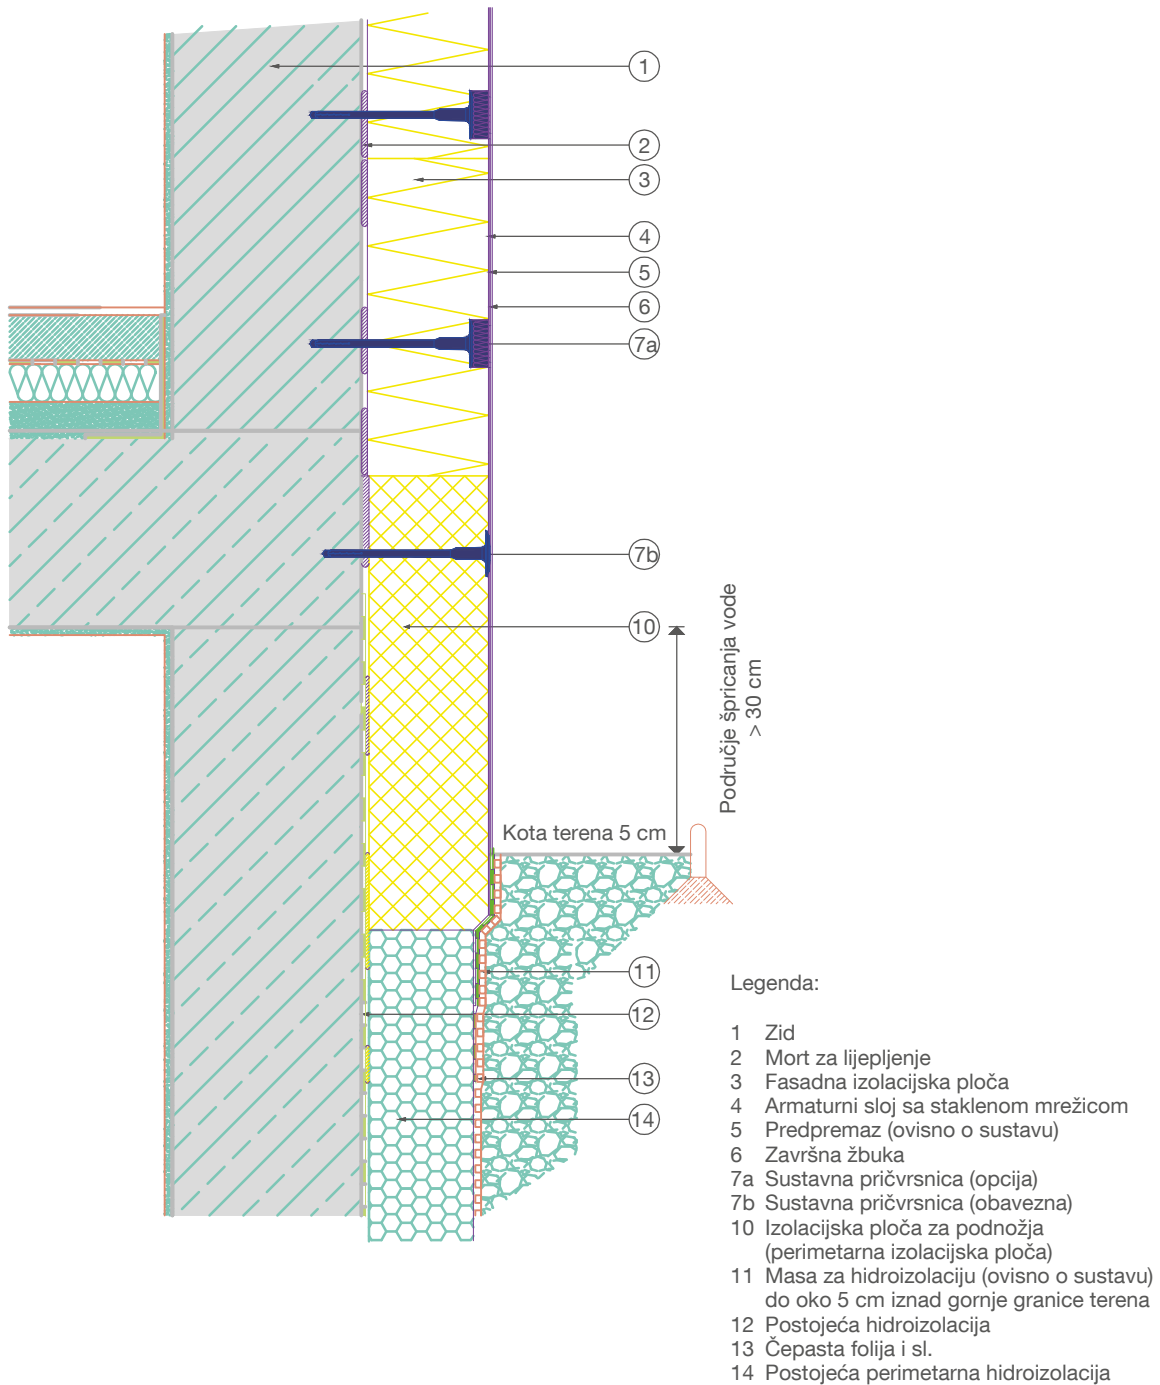 1
2
3
4
5
6
7a
7b
10
Područje špricanja vode
> 30 cm
Kota terena 5 cm
11
12
13
14
Legenda:
1 Zid
2 Mort za lijepljenje
3 Fasadna izolacijska ploča
4 Armaturni sloj sa staklenom mrežicom
5 Predpremaz (ovisno o sustavu)
6 Završna žbuka
7a Sustavna pričvrsnica (opcija)
7b Sustavna pričvrsnica (obavezna)
10 Izolacijska ploča za podnožja
(perimetarna izolacijska ploča)
11 Masa za hidroizolaciju (ovisno o sustavu)
do oko 5 cm iznad gornje granice terena
12 Postojeća hidroizolacija
13 Čepasta folija i sl.
14 Postojeća perimetarna hidroizolacija